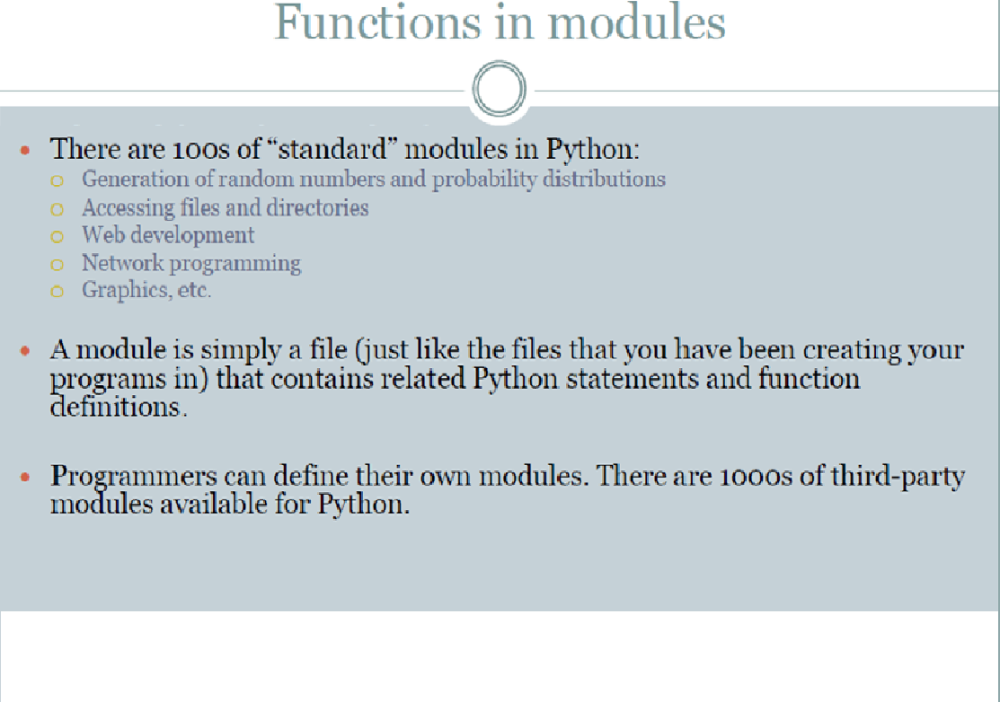 Functions in modules
• There are 100s of “standard” modules in Python:
o Generation of random numbers and probability distributions
o Accessing files and directories
o Web development
o Network programming
o Graphics, etc.
• A module is simply a file (just like the files that you have been creating your
programs in) that contains related Python statements and function
definitions.
• Programmers can define their own modules. There are 1000s of third-party
modules available for Python.